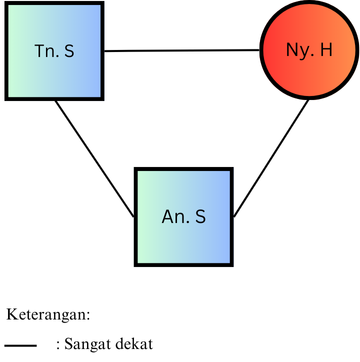 Tn. S
Ny. H
An. S
Keterangan:
: Sangat dekat